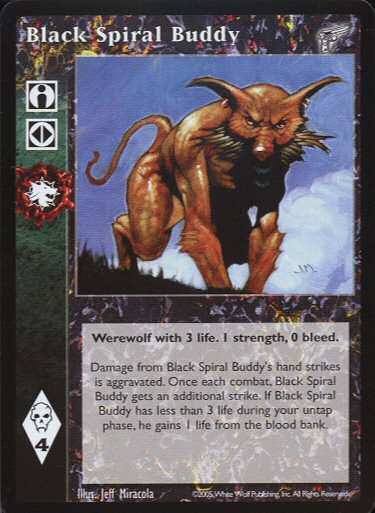 Black Spiral Buddy
Werewolf with 3 life. 1 strength, 0 bleed.
Damage from Black Spiral Buddy's hand strikes
is aggravated. Once each combat, Black Spiral
Buddy gets an additional strike. If Black Spiral
Buddy has less than 3 life during your untap
phase, he gains 1 life from the blood bank.
4
Illus: Jeff Miracola
©2005, White Wolf Publishing, Inc. All Rights Reserved.